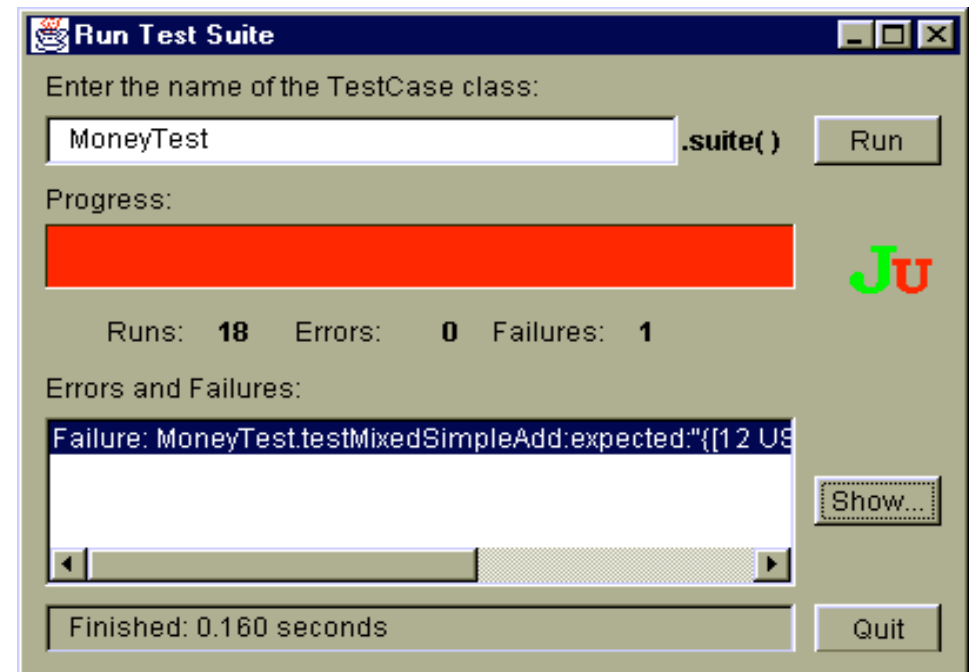 Run Test Suite
Enter the name of the TestCase class:
MoneyTest .suite( ) Run
Progress:
JU
Runs: 18 Errors: 0 Failures: 1
Errors and Failures:
Failure: MoneyTest.testMixedSimpleAdd:expected:"{[12 US
Show...
Finished: 0.160 seconds Quit